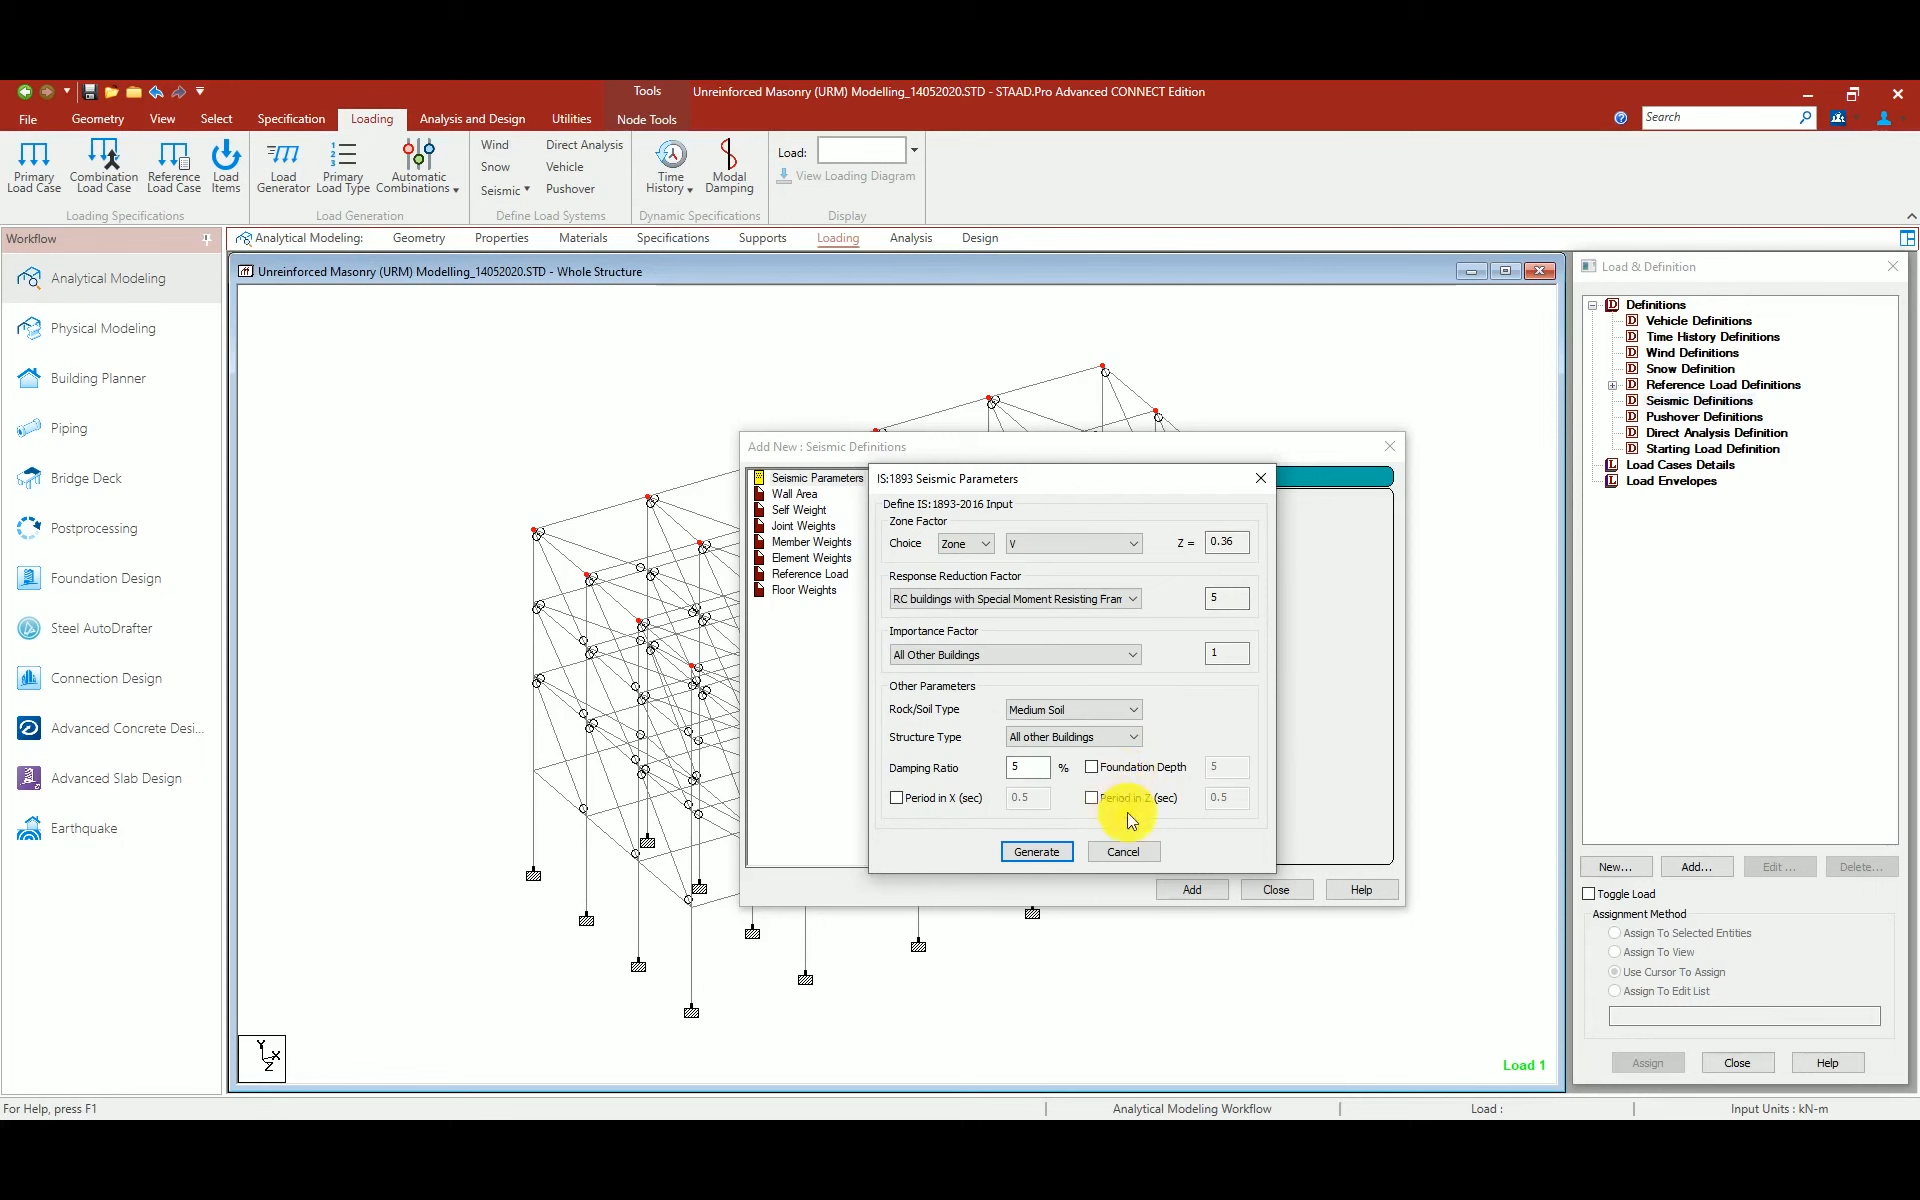 Tools
Unreinforced Masonry (URM) Modelling_14052020.STD - STAAD.Pro Advanced CONNECT Edition
File
Geometry
View
Select
Specification
Loading
Analysis and Design
Utilities
Node Tools
Search
Primary Load Case
Combination Load Case
Reference Load Case
Load Items
Loading Specifications
Load Generator
Primary Load Type
Automatic Combinations
Load Generation
Wind
Snow
Seismic
Direct Analysis
Vehicle
Pushover
Define Load Systems
Time History
Modal Damping
Dynamic Specifications
Load:
View Loading Diagram
Display
Workflow
Analytical Modeling:
Geometry
Properties
Materials
Specifications
Supports
Loading
Analysis
Design
Analytical Modeling
Physical Modeling
Building Planner
Piping
Bridge Deck
Postprocessing
Foundation Design
Steel AutoDrafter
Connection Design
Advanced Concrete Desi...
Advanced Slab Design
Earthquake
Unreinforced Masonry (URM) Modelling_14052020.STD - Whole Structure
Add New : Seismic Definitions
Seismic Parameters
Wall Area
Self Weight
Joint Weights
Member Weights
Element Weights
Reference Load
Floor Weights
IS:1893 Seismic Parameters
Define IS:1893-2016 Input
Zone Factor
Choice Zone V Z = 0.36
Response Reduction Factor
RC buildings with Special Moment Resisting Fram 5
Importance Factor
All Other Buildings 1
Other Parameters
Rock/Soil Type Medium Soil
Structure Type All other Buildings
Damping Ratio 5 % Foundation Depth 5
Period in X (sec) 0.5 Period in Z (sec) 0.5
Generate Cancel
Add Close Help
Y
X
Z
Load 1
Load & Definition
Definitions
Vehicle Definitions
Time History Definitions
Wind Definitions
Snow Definition
Reference Load Definitions
Seismic Definitions
Pushover Definitions
Direct Analysis Definition
Starting Load Definition
Load Cases Details
Load Envelopes
New... Add... Edit ... Delete...
Toggle Load
Assignment Method
Assign To Selected Entities
Assign To View
Use Cursor To Assign
Assign To Edit List
Assign Close Help
For Help, press F1
Analytical Modeling Workflow
Load :
Input Units : kN-m